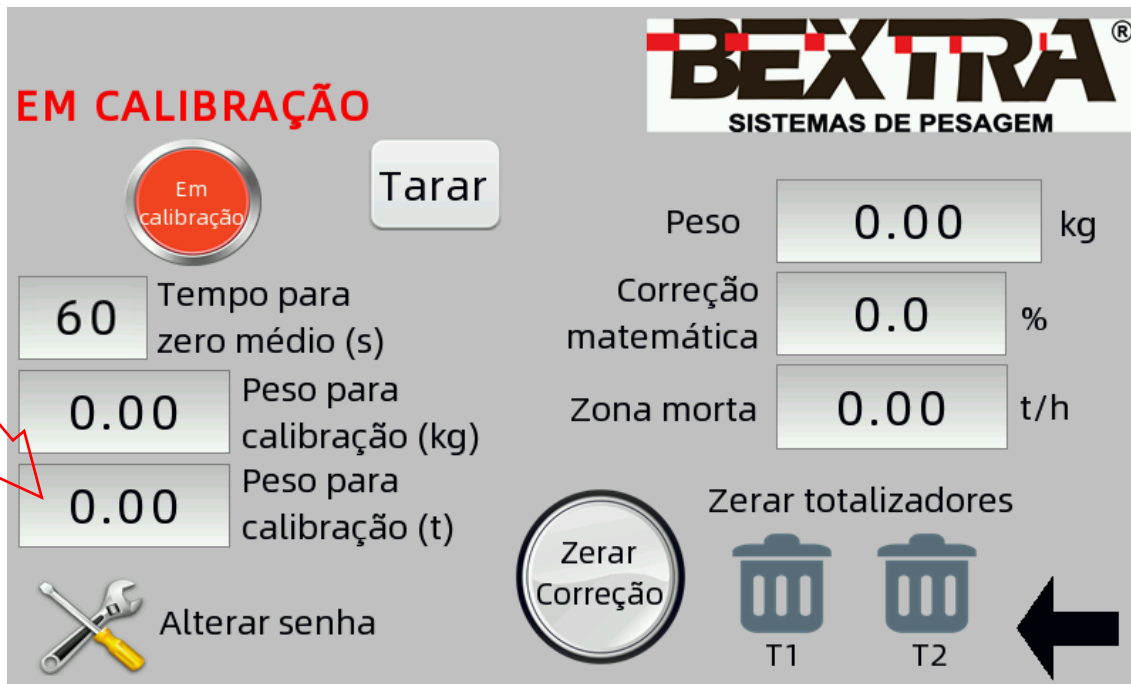 BEXTRA®
SISTEMAS DE PESAGEM
EM CALIBRAÇÃO
Em
calibração
Tarar
Peso 0.00 kg
60
Tempo para
zero médio (s)
Correção
matemática
0.0 %
0.00
Peso para
calibração (kg)
Zona morta 0.00 t/h
0.00
Peso para
calibração (t)
Zerar totalizadores
Zerar
Correção
Alterar senha
T1 T2